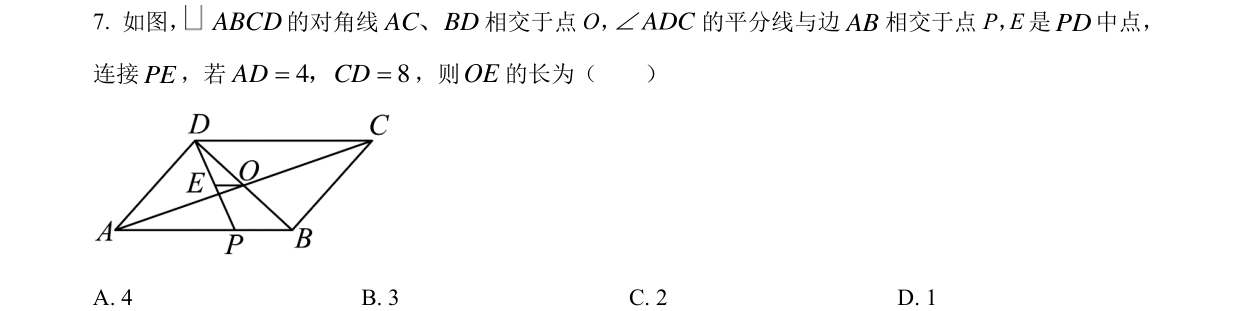 7. 如图，▱ ABCD 的对角线 AC、BD 相交于点 O，∠ADC 的平分线与边 AB 相交于点 P，E 是 PD 中点，
连接 PE，若 AD = 4，CD = 8，则 OE 的长为（　　）
D C
E O
A P B
A. 4 B. 3 C. 2 D. 1